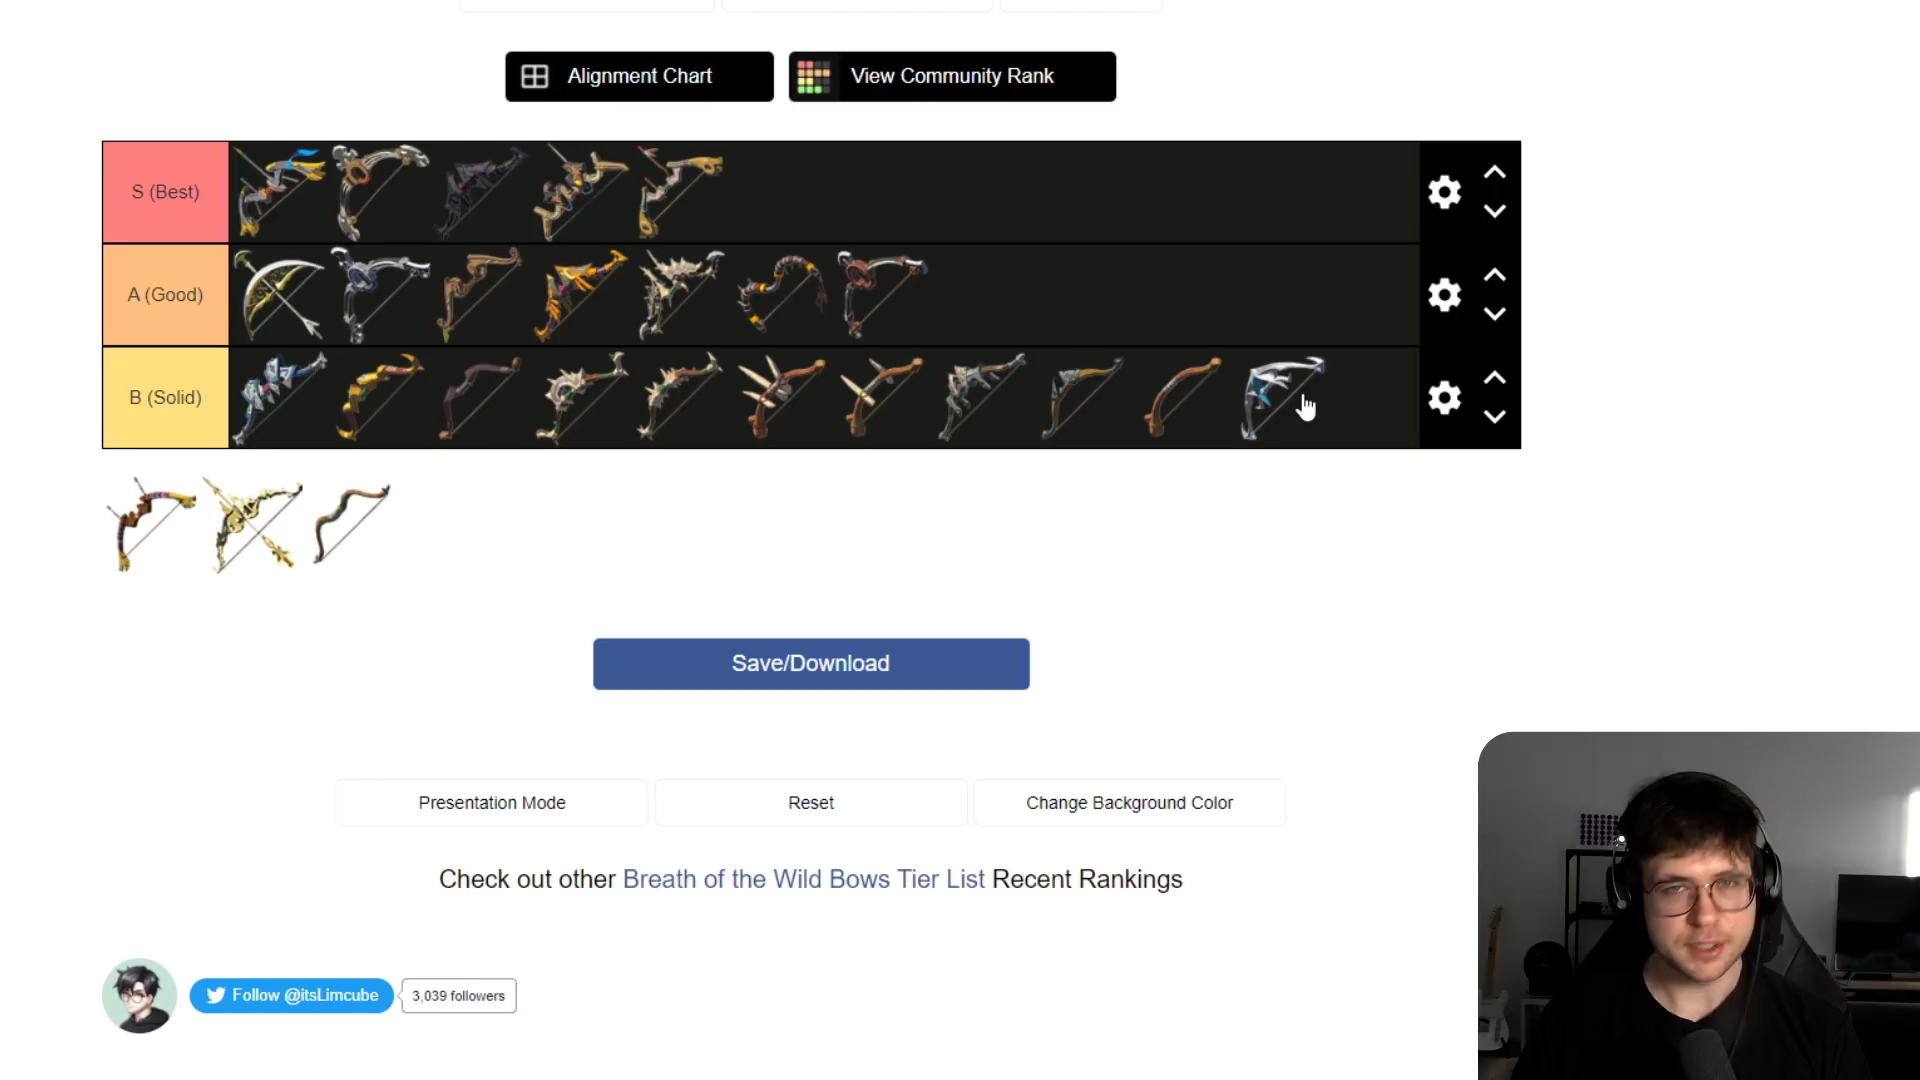 Alignment Chart
View Community Rank
S (Best)
A (Good)
B (Solid)
Save/Download
Presentation Mode
Reset
Change Background Color
Check out other Breath of the Wild Bows Tier List Recent Rankings
Follow @itsLimcube
3,039 followers